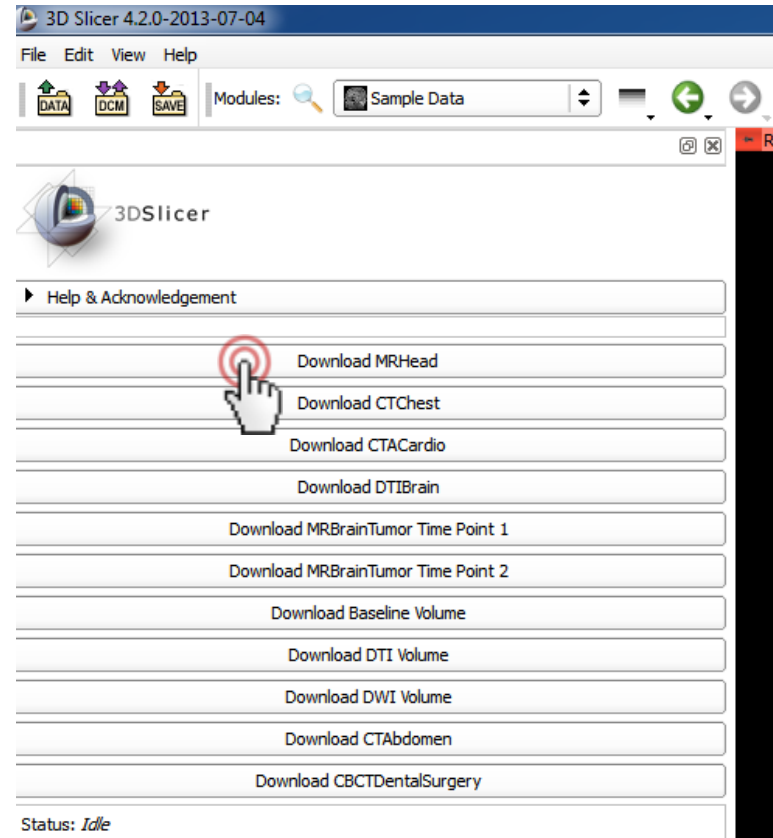 3D Slicer 4.2.0-2013-07-04
File Edit View Help
DATA DCM SAVE Modules: Sample Data
R
3DSlicer
Help & Acknowledgement
Download MRHead
Download CTChest
Download CTACardio
Download DTIBrain
Download MRBrainTumor Time Point 1
Download MRBrainTumor Time Point 2
Download Baseline Volume
Download DTI Volume
Download DWI Volume
Download CTAbdomen
Download CBCTDentalSurgery
Status: Idle